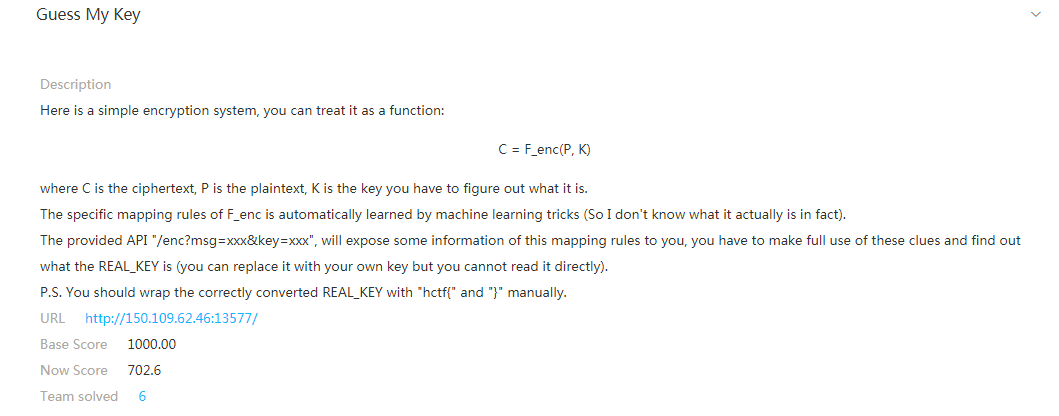 Guess My Key
Description
Here is a simple encryption system, you can treat it as a function:
C = F_enc(P, K)
where C is the ciphertext, P is the plaintext, K is the key you have to figure out what it is.
The specific mapping rules of F_enc is automatically learned by machine learning tricks (So I don't know what it actually is in fact).
The provided API "/enc?msg=xxx&key=xxx", will expose some information of this mapping rules to you, you have to make full use of these clues and find out
what the REAL_KEY is (you can replace it with your own key but you cannot read it directly).
P.S. You should wrap the correctly converted REAL_KEY with "hctf{" and "}" manually.
URL http://150.109.62.46:13577/
Base Score 1000.00
Now Score 702.6
Team solved 6